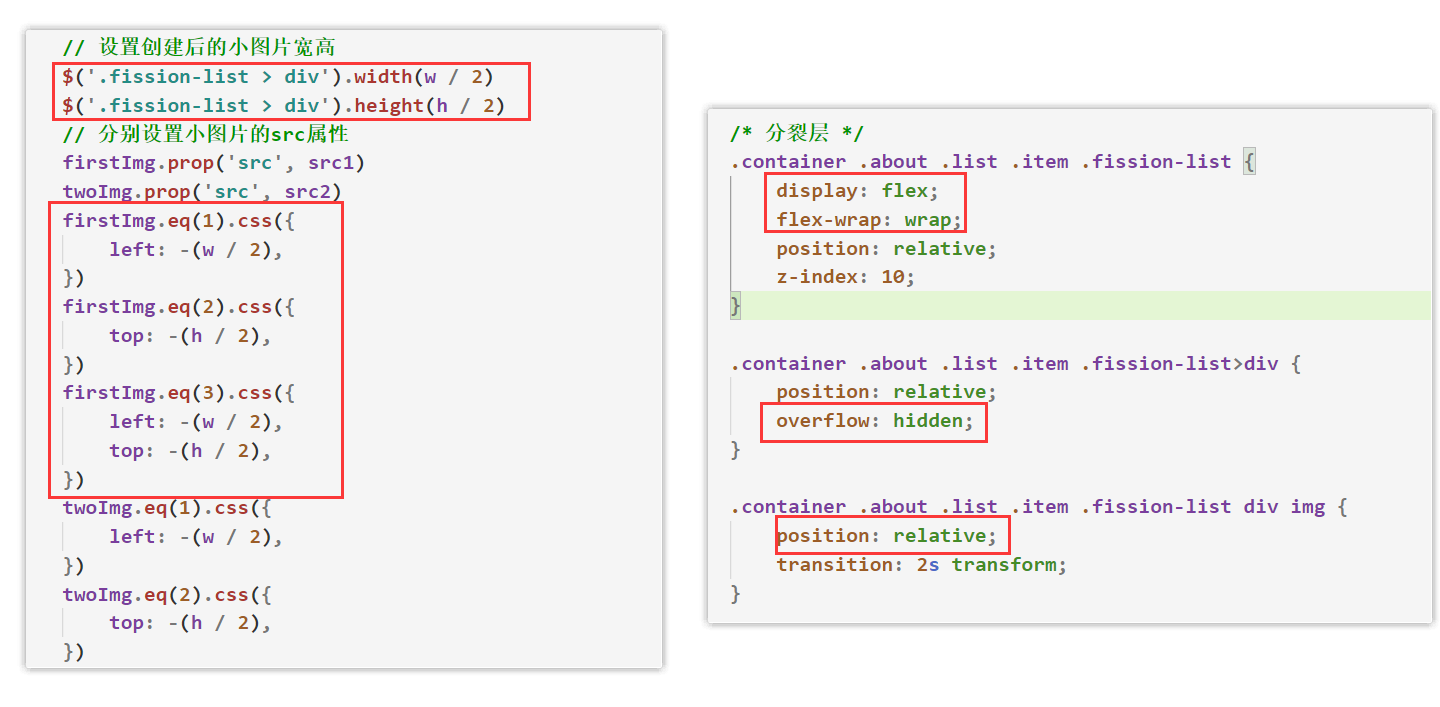 // 设置创建后的小图片宽高
$('.fission-list > div').width(w / 2)
$('.fission-list > div').height(h / 2)
// 分别设置小图片的src属性
firstImg.prop('src', src1)
twoImg.prop('src', src2)
firstImg.eq(1).css({
    left: -(w / 2),
})
firstImg.eq(2).css({
    top: -(h / 2),
})
firstImg.eq(3).css({
    left: -(w / 2),
    top: -(h / 2),
})
twoImg.eq(1).css({
    left: -(w / 2),
})
twoImg.eq(2).css({
    top: -(h / 2),
})
/* 分裂层 */
.container .about .list .item .fission-list {
    display: flex;
    flex-wrap: wrap;
    position: relative;
    z-index: 10;
}
.container .about .list .item .fission-list>div {
    position: relative;
    overflow: hidden;
}
.container .about .list .item .fission-list div img {
    position: relative;
    transition: 2s transform;
}